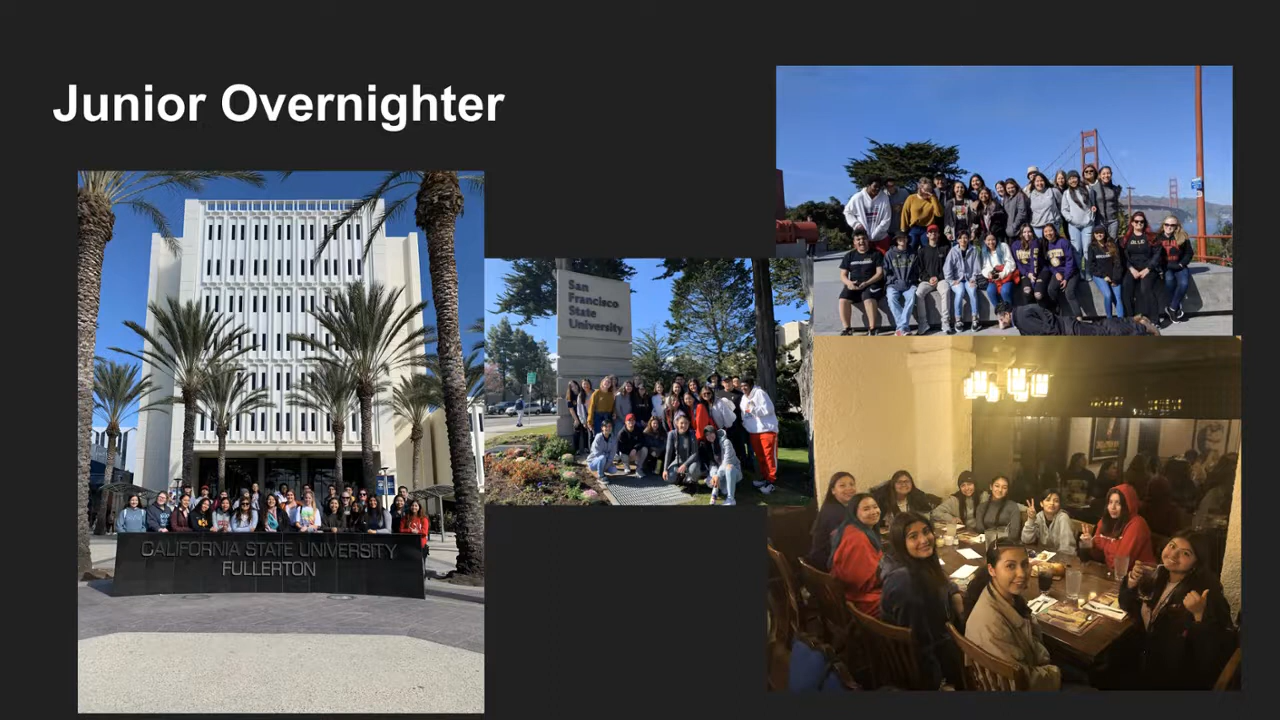 Junior Overnighter
San
Francisco
State
University
CALIFORNIA STATE UNIVERSITY
FULLERTON